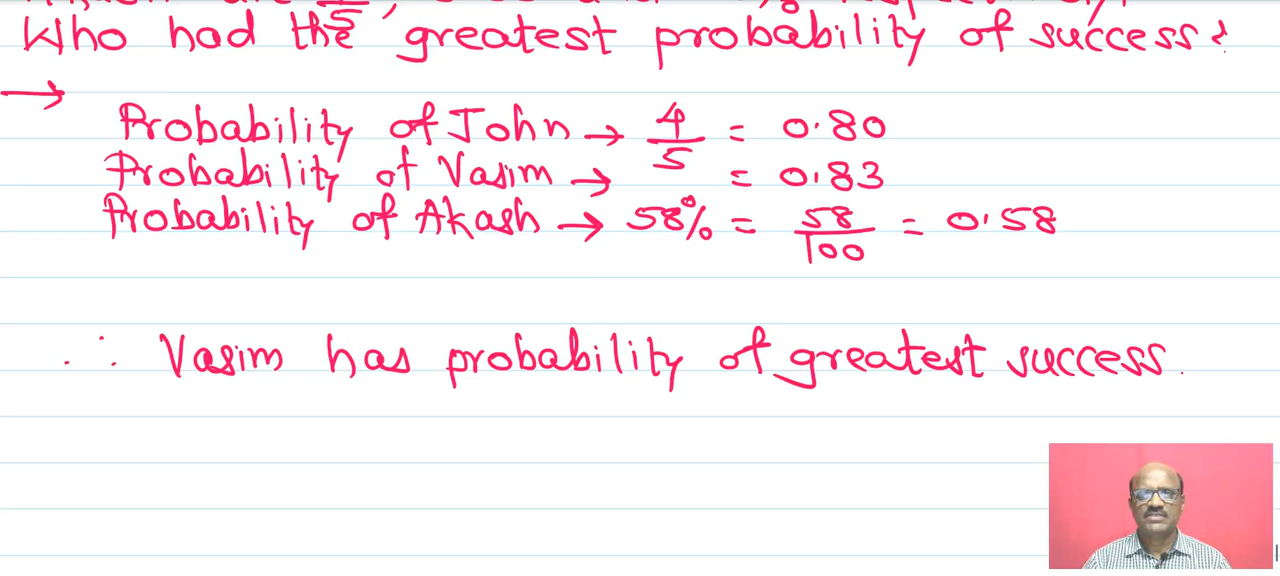 Who had the greatest probability of success?
→
Probability of John → 4/5 = 0.80
Probability of Vasim → = 0.83
Probability of Akash → 58% = 58/100 = 0.58
∴ Vasim has probability of greatest success.